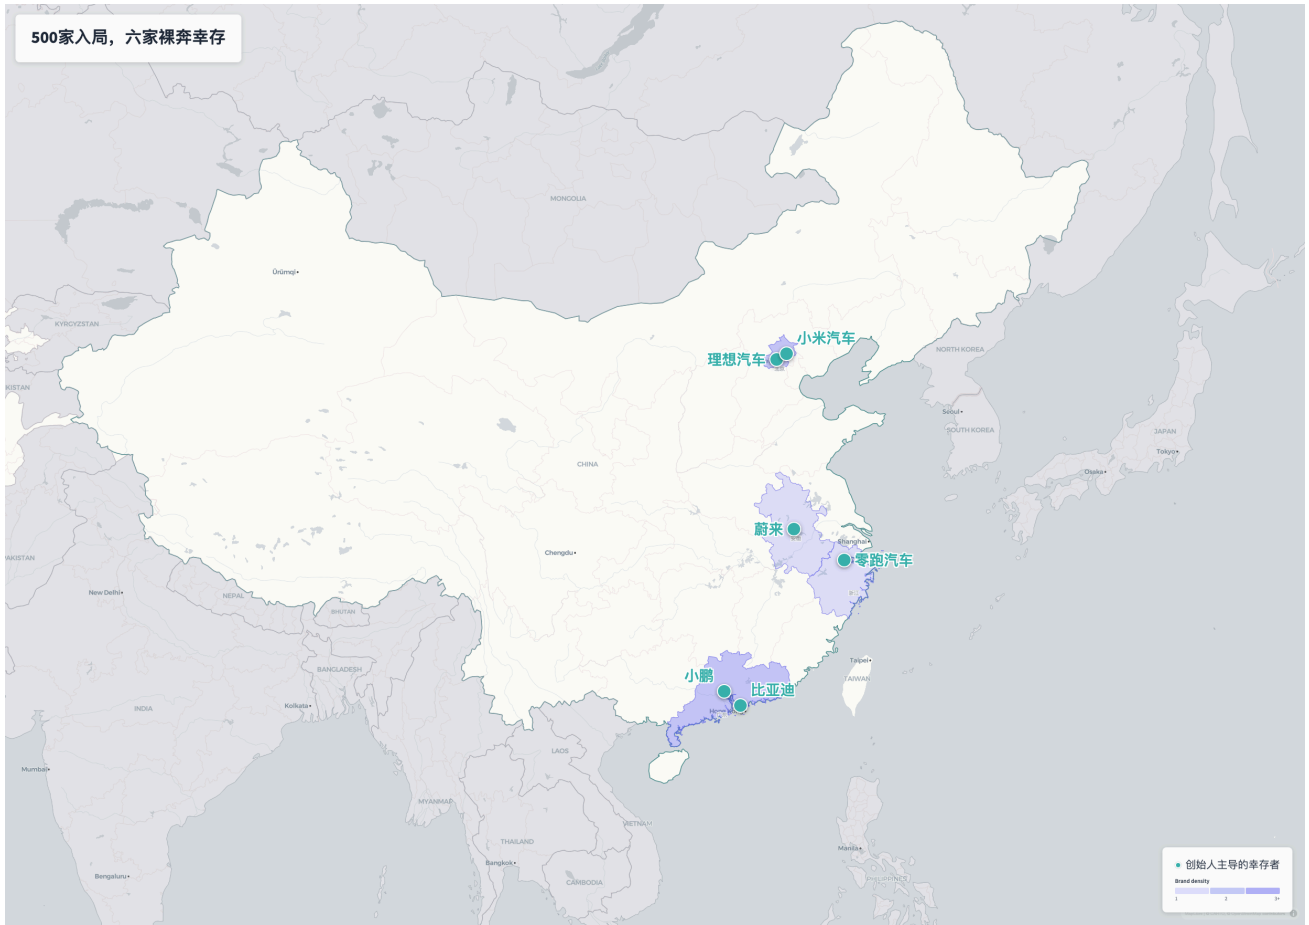 500家入局，六家裸奔幸存
MONGOLIA
Ürümqi
KYRGYZSTAN
小米汽车
理想汽车
NORTH KOREA
KISTAN
Seoul
SOUTH KOREA
JAPAN
Tokyo
CHINA
Osaka
蔚来
Shanghai
Chengdu
零跑汽车
PAKISTAN
New Delhi
NEPAL
BHUTAN
Taipei
BANGLADESH
小鹏
TAIWAN
比亚迪
INDIA
Kolkata
LAOS
Mumbai
MYANMAR
VIETNAM
THAILAND
Manila
Bangkok
创始人主导的幸存者
Bengaluru
CAMBODIA
PHILIPPINES
Brand density
1 2 3+